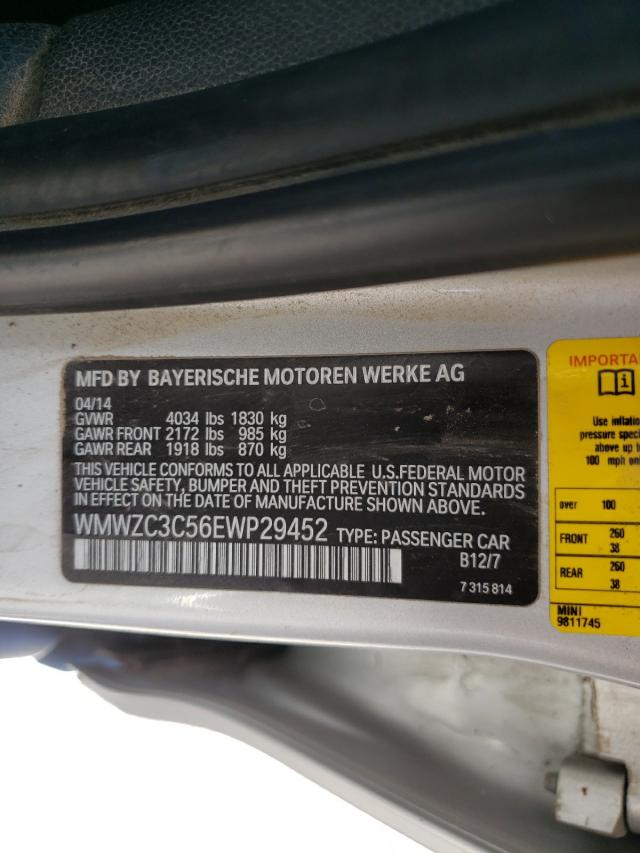 MFD BY BAYERISCHE MOTOREN WERKE AG
04/14
GVWR 4034 lbs 1830 kg
GAWR FRONT 2172 lbs 985 kg
GAWR REAR 1918 lbs 870 kg
THIS VEHICLE CONFORMS TO ALL APPLICABLE U.S.FEDERAL MOTOR
VEHICLE SAFETY, BUMPER AND THEFT PREVENTION STANDARDS
IN EFFECT ON THE DATE OF MANUFACTURE SHOWN ABOVE.
WMWZC3C56EWP29452 TYPE: PASSENGER CAR
B12/7
7 315 814
IMPORTA
i
Use inflatio
pressure spec
above up to
100 mph on
over 100
FRONT 260
38
REAR 260
38
MINI
9811745